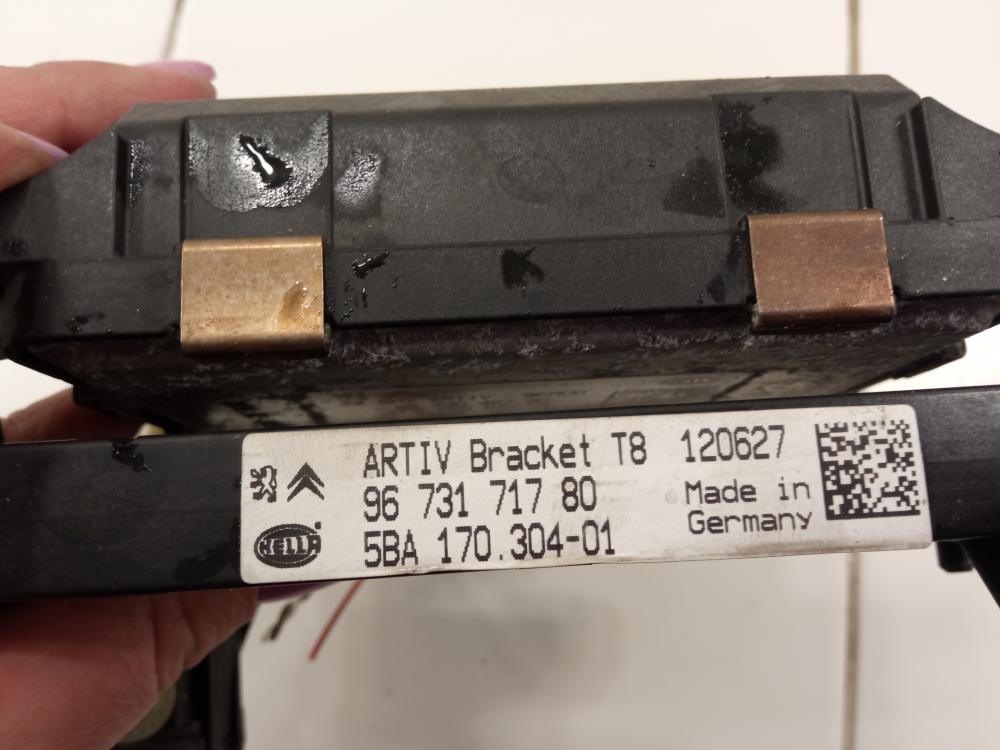 ARTIV Bracket T8 120627
96 731 717 80 Made in
5BA 170.304-01 Germany
HELLA